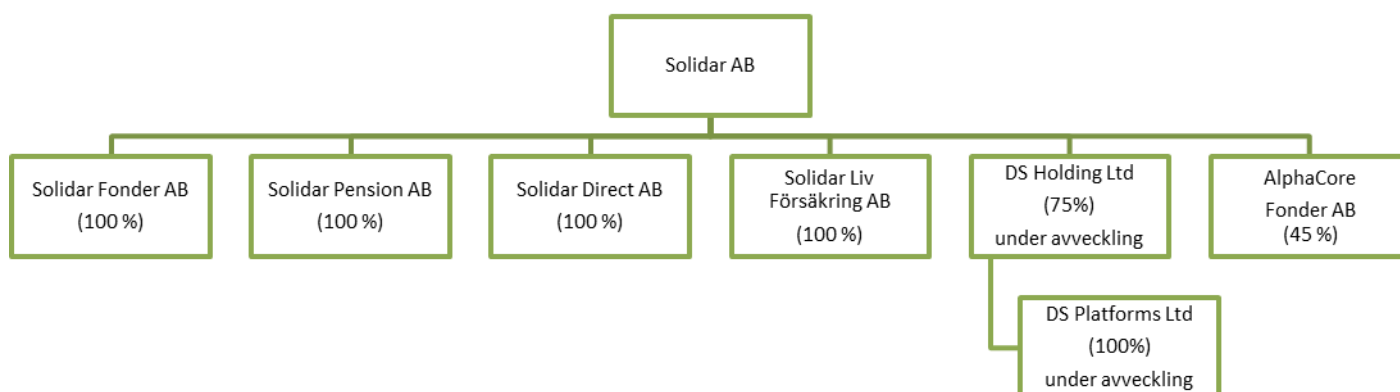 Solidar AB
Solidar Fonder AB
(100 %)
Solidar Pension AB
(100 %)
Solidar Direct AB
(100 %)
Solidar Liv
Försäkring AB
(100 %)
DS Holding Ltd
(75%)
under avveckling
AlphaCore
Fonder AB
(45 %)
DS Platforms Ltd
(100%)
under avveckling